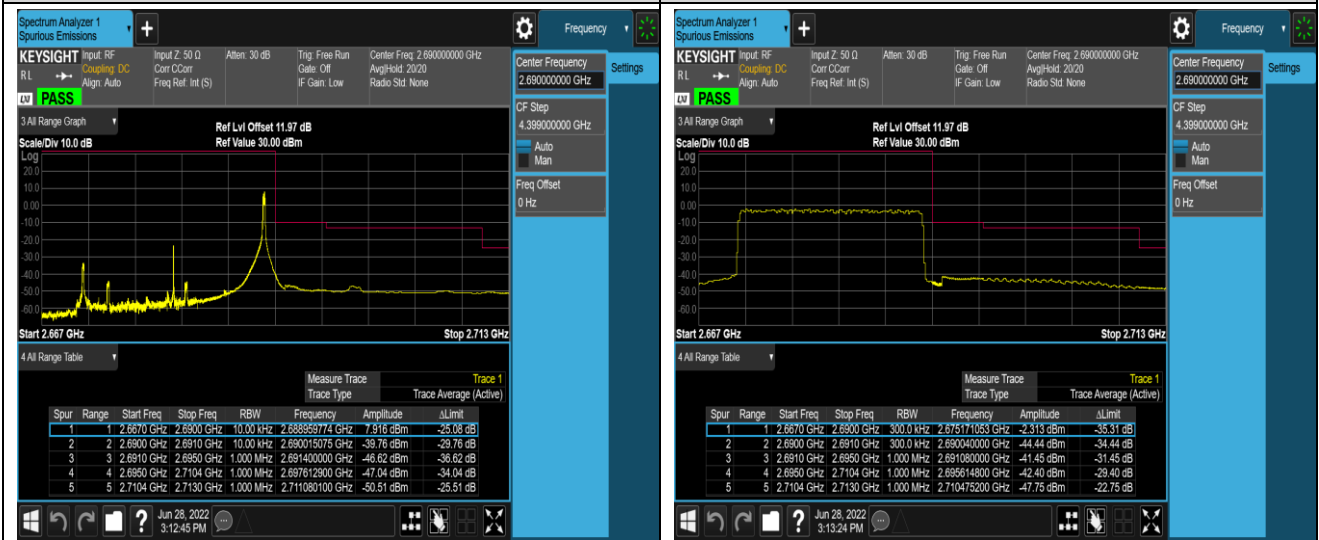 Spectrum Analyzer 1
Spurious Emissions
+
Frequency
KEYSIGHT
Input: RF
Coupling: DC
Align: Auto
Input Z: 50 Ω
Corr CCorr
Freq Ref: Int (S)
Atten: 30 dB
Trig: Free Run
Gate: Off
IF Gain: Low
Center Freq: 2.690000000 GHz
Avg|Hold: 20/20
Radio Std: None
RL
LXI
PASS
Center Frequency
2.690000000 GHz
Settings
CF Step
4.399000000 GHz
Auto
Man
Freq Offset
0 Hz
3 All Range Graph
Ref Lvl Offset 11.97 dB
Scale/Div 10.0 dB
Ref Value 30.00 dBm
Log
20.0
10.0
0.00
-10.0
-20.0
-30.0
-40.0
-50.0
-60.0
Start 2.667 GHz
Stop 2.713 GHz
4 All Range Table
Measure Trace Trace 1
Trace Type Trace Average (Active)
Spur Range Start Freq Stop Freq RBW Frequency Amplitude ΔLimit
1 1 2.6670 GHz 2.6900 GHz 10.00 kHz 2.688959774 GHz 7.916 dBm -25.08 dB
2 2 2.6900 GHz 2.6910 GHz 10.00 kHz 2.690015075 GHz -39.76 dBm -29.76 dB
3 3 2.6910 GHz 2.6950 GHz 1.000 MHz 2.691400000 GHz -46.62 dBm -36.62 dB
4 4 2.6950 GHz 2.7104 GHz 1.000 MHz 2.697612900 GHz -47.04 dBm -34.04 dB
5 5 2.7104 GHz 2.7130 GHz 1.000 MHz 2.711080100 GHz -50.51 dBm -25.51 dB
?
Jun 28, 2022
3:12:45 PM
Spectrum Analyzer 1
Spurious Emissions
+
Frequency
KEYSIGHT
Input: RF
Coupling: DC
Align: Auto
Input Z: 50 Ω
Corr CCorr
Freq Ref: Int (S)
Atten: 30 dB
Trig: Free Run
Gate: Off
IF Gain: Low
Center Freq: 2.690000000 GHz
Avg|Hold: 20/20
Radio Std: None
RL
LXI
PASS
Center Frequency
2.690000000 GHz
Settings
CF Step
4.399000000 GHz
Auto
Man
Freq Offset
0 Hz
3 All Range Graph
Ref Lvl Offset 11.97 dB
Scale/Div 10.0 dB
Ref Value 30.00 dBm
Log
20.0
10.0
0.00
-10.0
-20.0
-30.0
-40.0
-50.0
-60.0
Start 2.667 GHz
Stop 2.713 GHz
4 All Range Table
Measure Trace Trace 1
Trace Type Trace Average (Active)
Spur Range Start Freq Stop Freq RBW Frequency Amplitude ΔLimit
1 1 2.6670 GHz 2.6900 GHz 300.0 kHz 2.675171053 GHz -2.313 dBm -35.31 dB
2 2 2.6900 GHz 2.6910 GHz 300.0 kHz 2.690040000 GHz -44.44 dBm -34.44 dB
3 3 2.6910 GHz 2.6950 GHz 1.000 MHz 2.691080000 GHz -41.45 dBm -31.45 dB
4 4 2.6950 GHz 2.7104 GHz 1.000 MHz 2.695614800 GHz -42.40 dBm -29.40 dB
5 5 2.7104 GHz 2.7130 GHz 1.000 MHz 2.710475200 GHz -47.75 dBm -22.75 dB
?
Jun 28, 2022
3:13:24 PM